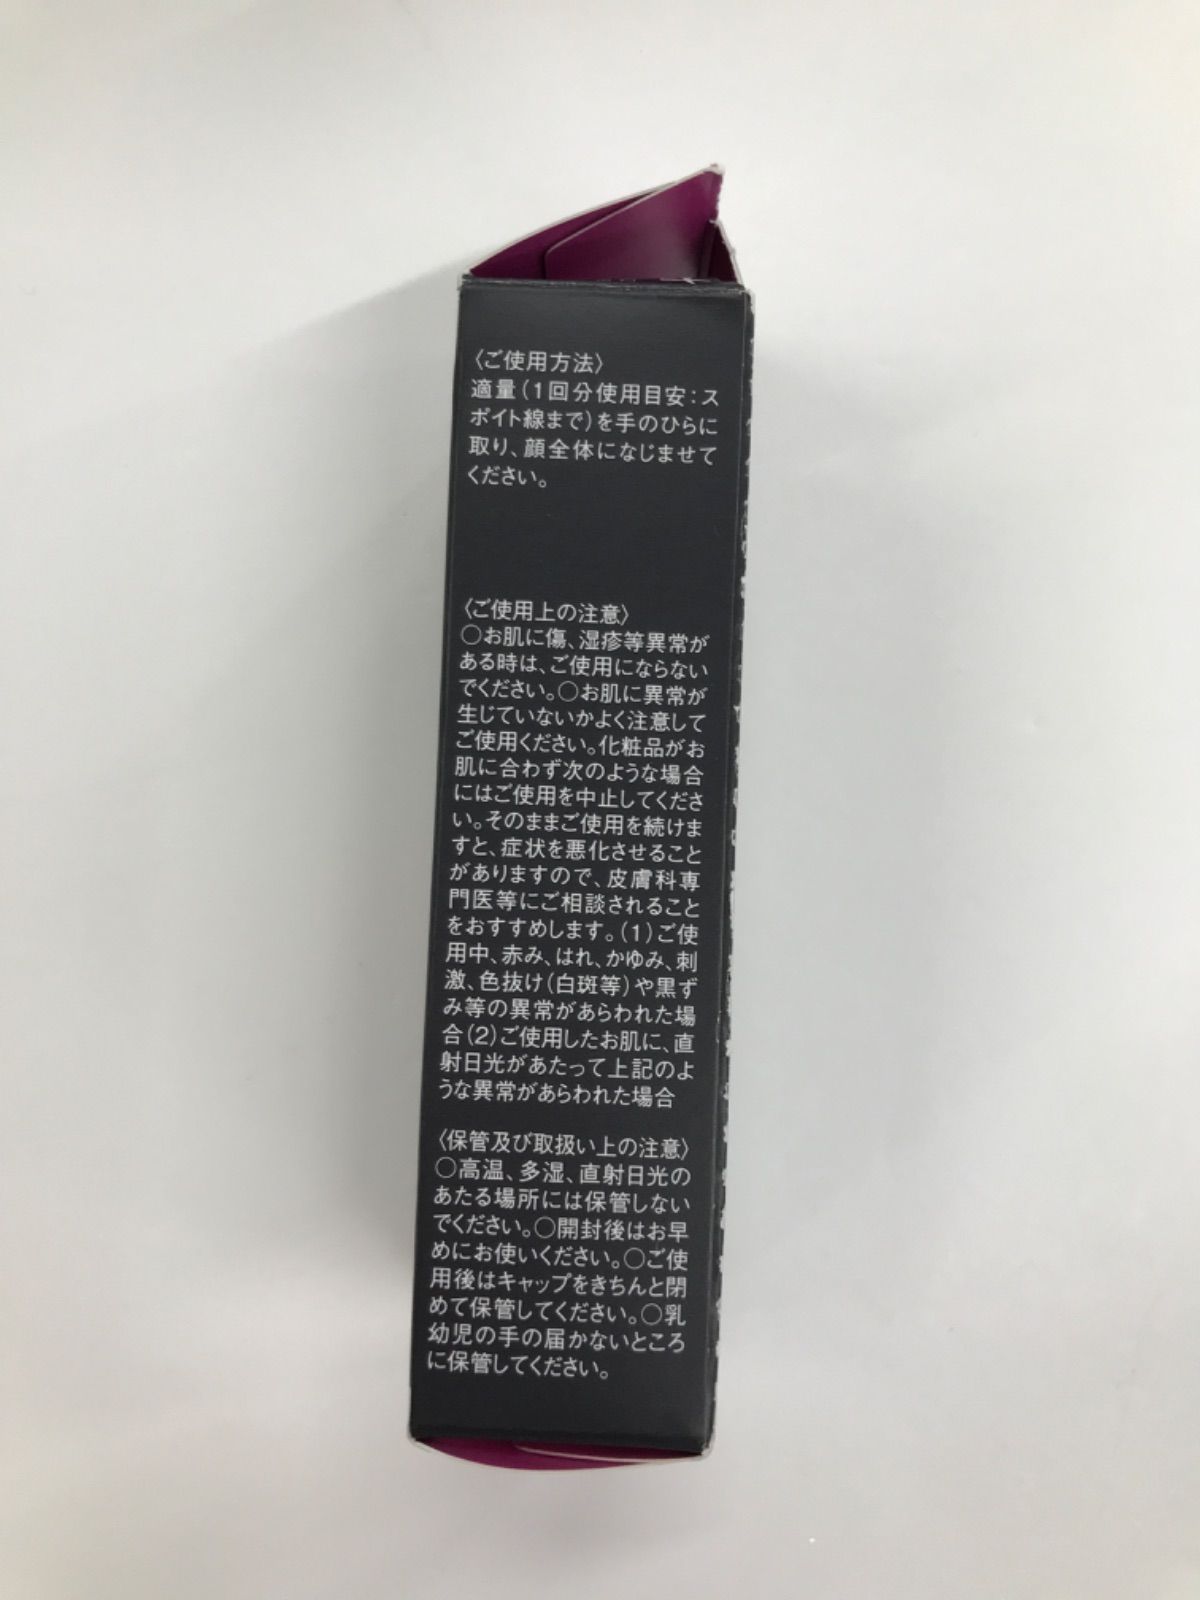 〈ご使用方法〉
適量(1回分使用目安:ス
ポイト線まで)を手のひらに
取り、顔全体になじませて
ください。
〈ご使用上の注意〉
○お肌に傷、湿疹等異常が
ある時は、ご使用にならない
でください。○お肌に異常が
生じていないかよく注意して
ご使用ください。化粧品がお
肌に合わず次のような場合
にはご使用を中止してくださ
い。そのままご使用を続けま
すと、症状を悪化させること
がありますので、皮膚科専
門医等にご相談されること
をおすすめします。(1)ご使
用中、赤み、はれ、かゆみ、刺
激、色抜け(白斑等)や黒ず
み等の異常があらわれた場
合(2)ご使用したお肌に、直
射日光があたって上記のよ
うな異常があらわれた場合
〈保管及び取扱い上の注意〉
○高温、多湿、直射日光の
あたる場所には保管しない
でください。○開封後はお早
めにお使いください。○ご使
用後はキャップをきちんと閉
めて保管してください。○乳
幼児の手の届かないところ
に保管してください。